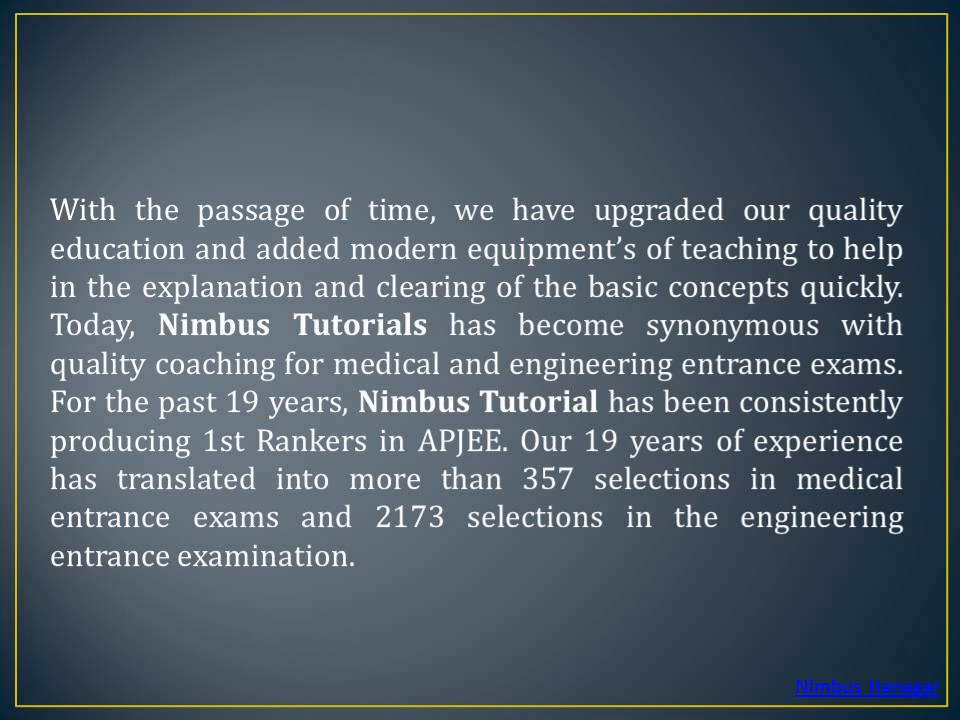 With the passage of time, we have upgraded our quality
education and added modern equipment’s of teaching to help
in the explanation and clearing of the basic concepts quickly.
Today, Nimbus Tutorials has become synonymous with
quality coaching for medical and engineering entrance exams.
For the past 19 years, Nimbus Tutorial has been consistently
producing 1st Rankers in APJEE. Our 19 years of experience
has translated into more than 357 selections in medical
entrance exams and 2173 selections in the engineering
entrance examination.
Nimbus Itanagar